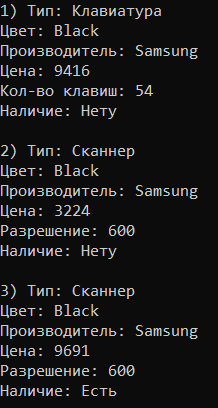 1) Тип: Клавиатура
Цвет: Black
Производитель: Samsung
Цена: 9416
Кол-во клавиш: 54
Наличие: Нету
2) Тип: Сканнер
Цвет: Black
Производитель: Samsung
Цена: 3224
Разрешение: 600
Наличие: Нету
3) Тип: Сканнер
Цвет: Black
Производитель: Samsung
Цена: 9691
Разрешение: 600
Наличие: Есть